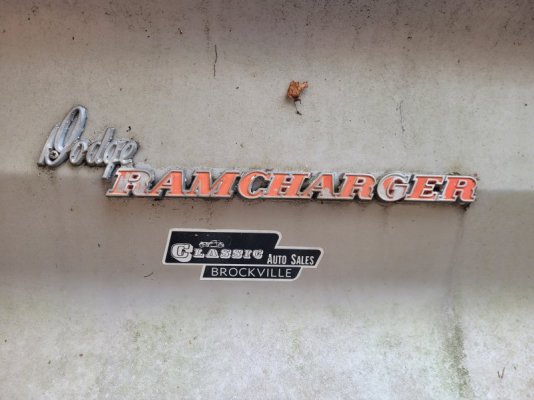 Dodge
RAMCHARGER
CLASSIC AUTO SALES
BROCKVILLE